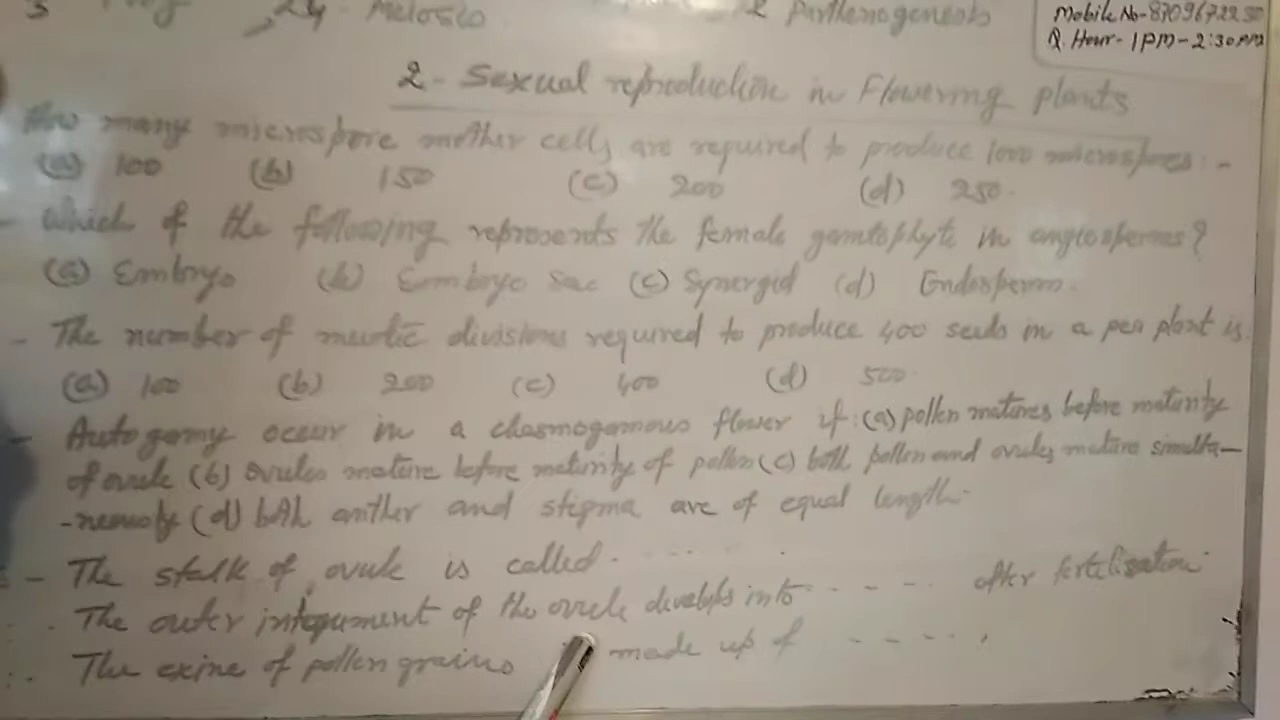 24 - Meiosis 2 Parthenogenesis
Mobile No-8709672230
Q. Hour - 1PM-2:30PM
2 - Sexual reproduction in Flowering plants
How many microspore mother cells are required to produce 1000 microspores :-
(a) 100 (b) 150 (c) 200 (d) 250.
- Which of the following represents the female gamtophyte in angiosperms?
(a) Embryo (b) Embryo Sac (c) Synergid (d) Endosperm.
- The number of meiotic divisions required to produce 400 seeds in a pea plant is.
(a) 100 (b) 200 (c) 400 (d) 500.
- Autogamy occur in a chasmogamous flower if :(a) pollen matures before maturity
of ovule (b) Ovules mature before maturity of pollen (c) both pollen and ovules mature simulta-
-neously (d) both anther and stigma are of equal length.
- The stalk of ovule is called. ......
The outer integument of the ovule develops into - - - - after fertilization.
The exine of pollen grains made up of - - - - - .